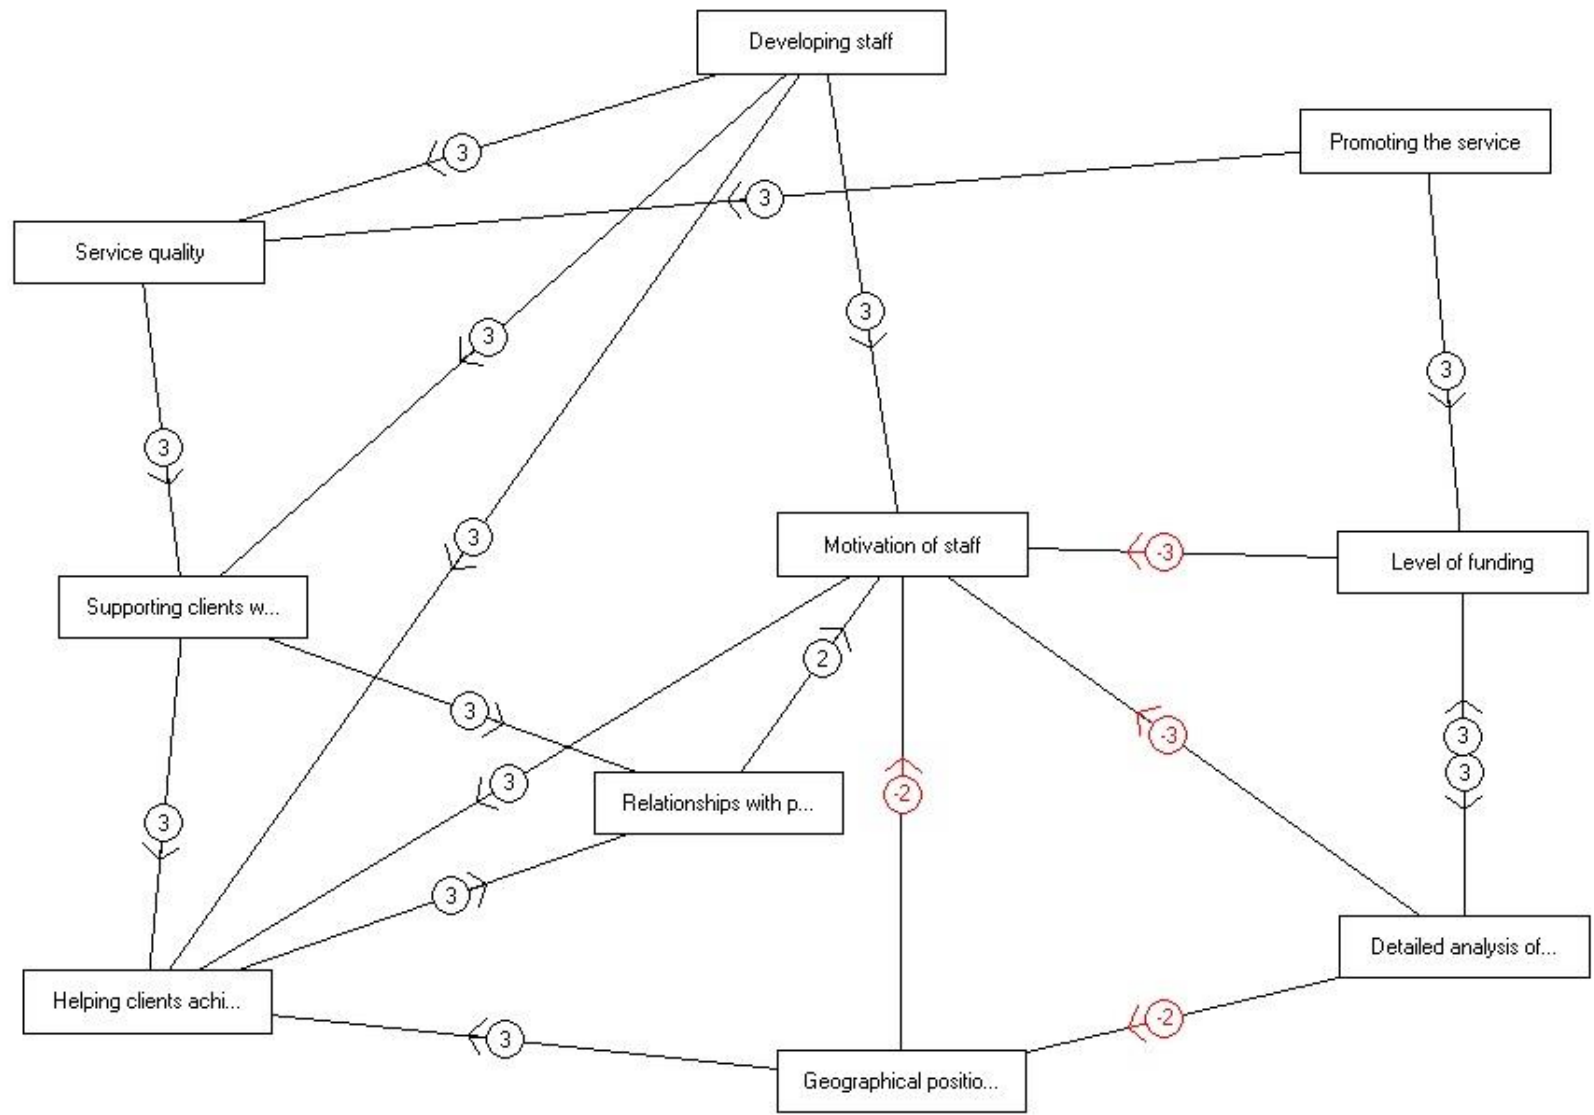 Developing staff
Promoting the service
3
3
Service quality
3
3
3
3
3
Motivation of staff
-3
Level of funding
Supporting clients w...
2
3
-3
3
3
3
Relationships with p...
-2
3
3
Detailed analysis of...
Helping clients achi...
-2
3
Geographical positio...